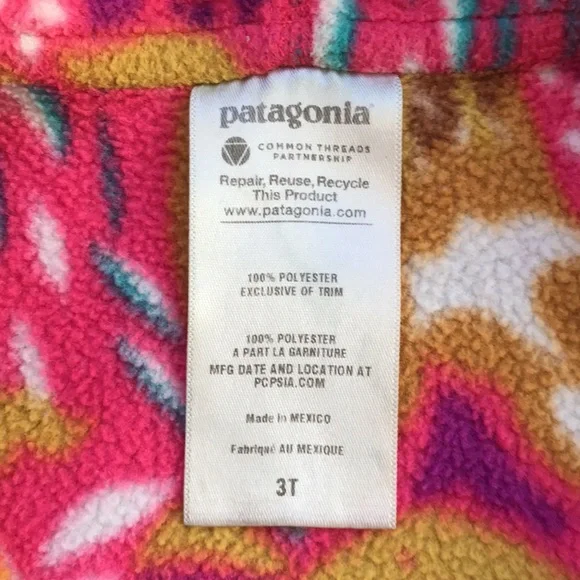 patagonia
COMMON THREADS
PARTNERSHIP
Repair, Reuse, Recycle
This Product
www.patagonia.com
100% POLYESTER
EXCLUSIVE OF TRIM
100% POLYESTER
A PART LA GARNITURE
MFG DATE AND LOCATION AT
PCPSIA.COM
Made in MEXICO
Fabriqué AU MEXIQUE
3T